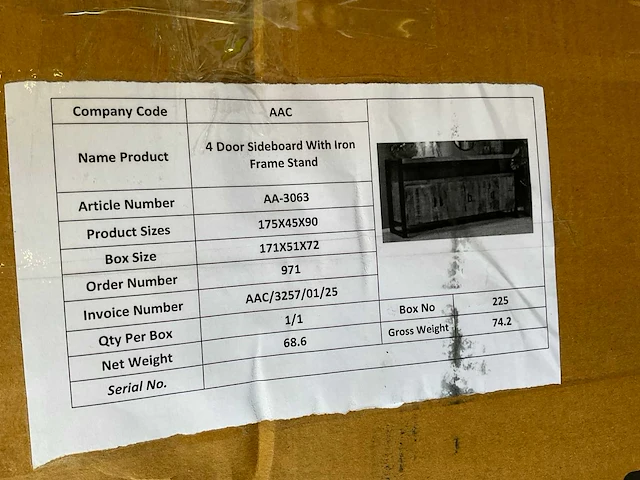 Company Code AAC
Name Product 4 Door Sideboard With Iron
Frame Stand
Article Number AA-3063
Product Sizes 175X45X90
Box Size 171X51X72
Order Number 971
Invoice Number AAC/3257/01/25
Qty Per Box 1/1
Net Weight 68.6
Serial No.
Box No 225
Gross Weight 74.2